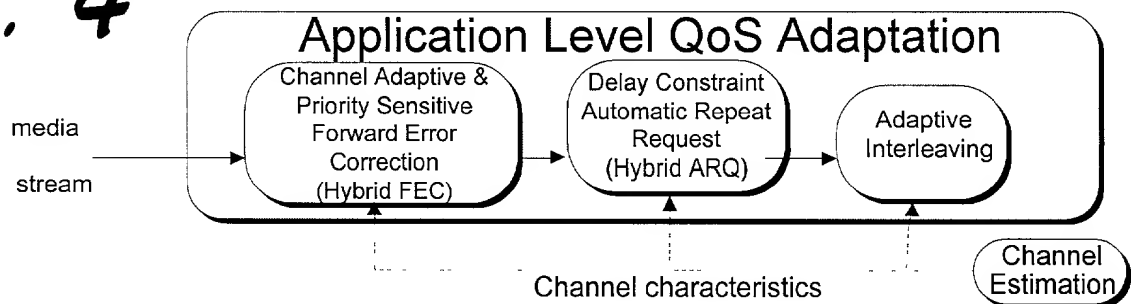 . 4
Application Level QoS Adaptation
media
stream
Channel Adaptive &
Priority Sensitive
Forward Error
Correction
(Hybrid FEC)
Delay Constraint
Automatic Repeat
Request
(Hybrid ARQ)
Adaptive
Interleaving
Channel characteristics
Channel
Estimation